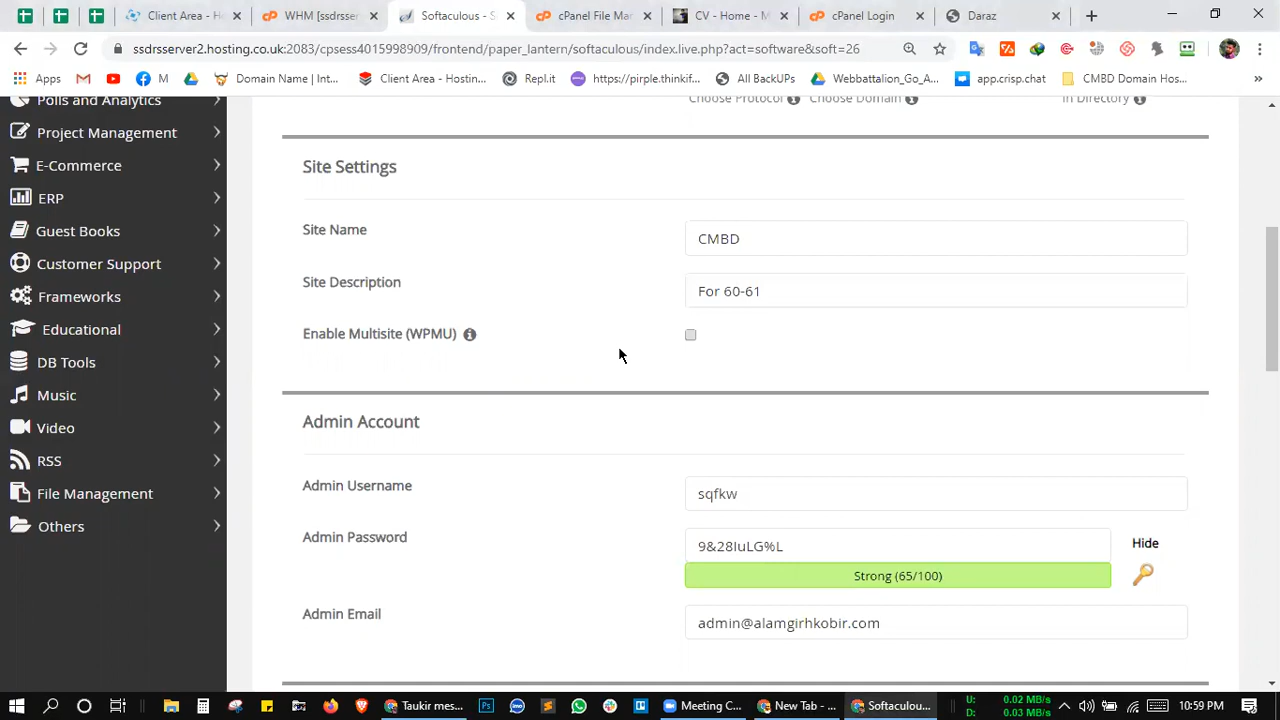 Client Area - H
WHM [ssdrsser
Softaculous - S
cPanel File Ma
CV - Home - P
cPanel Login
Daraz
ssdrsserver2.hosting.co.uk:2083/cpsess4015998909/frontend/paper_lantern/softaculous/index.live.php?act=software&soft=26
Apps
M
Domain Name | Int...
Client Area - Hostin...
Repl.it
https://pirple.thinkif...
All BackUPs
Webbattalion_Go_A...
app.crisp.chat
CMBD Domain Hos...
»
Polls and Analytics
Project Management
E-Commerce
ERP
Guest Books
Customer Support
Frameworks
Educational
DB Tools
Music
Video
RSS
File Management
Others
Choose Protocol Choose Domain In Directory
Site Settings
Site Name CMBD
Site Description For 60-61
Enable Multisite (WPMU)
Admin Account
Admin Username sqfkw
Admin Password 9&28IuLG%L Hide
Strong (65/100)
Admin Email admin@alamgirhkobir.com
Taukir mes...
Meeting C...
New Tab - ...
Softaculou...
U: 0.02 MB/s
D: 0.03 MB/s
10:59 PM